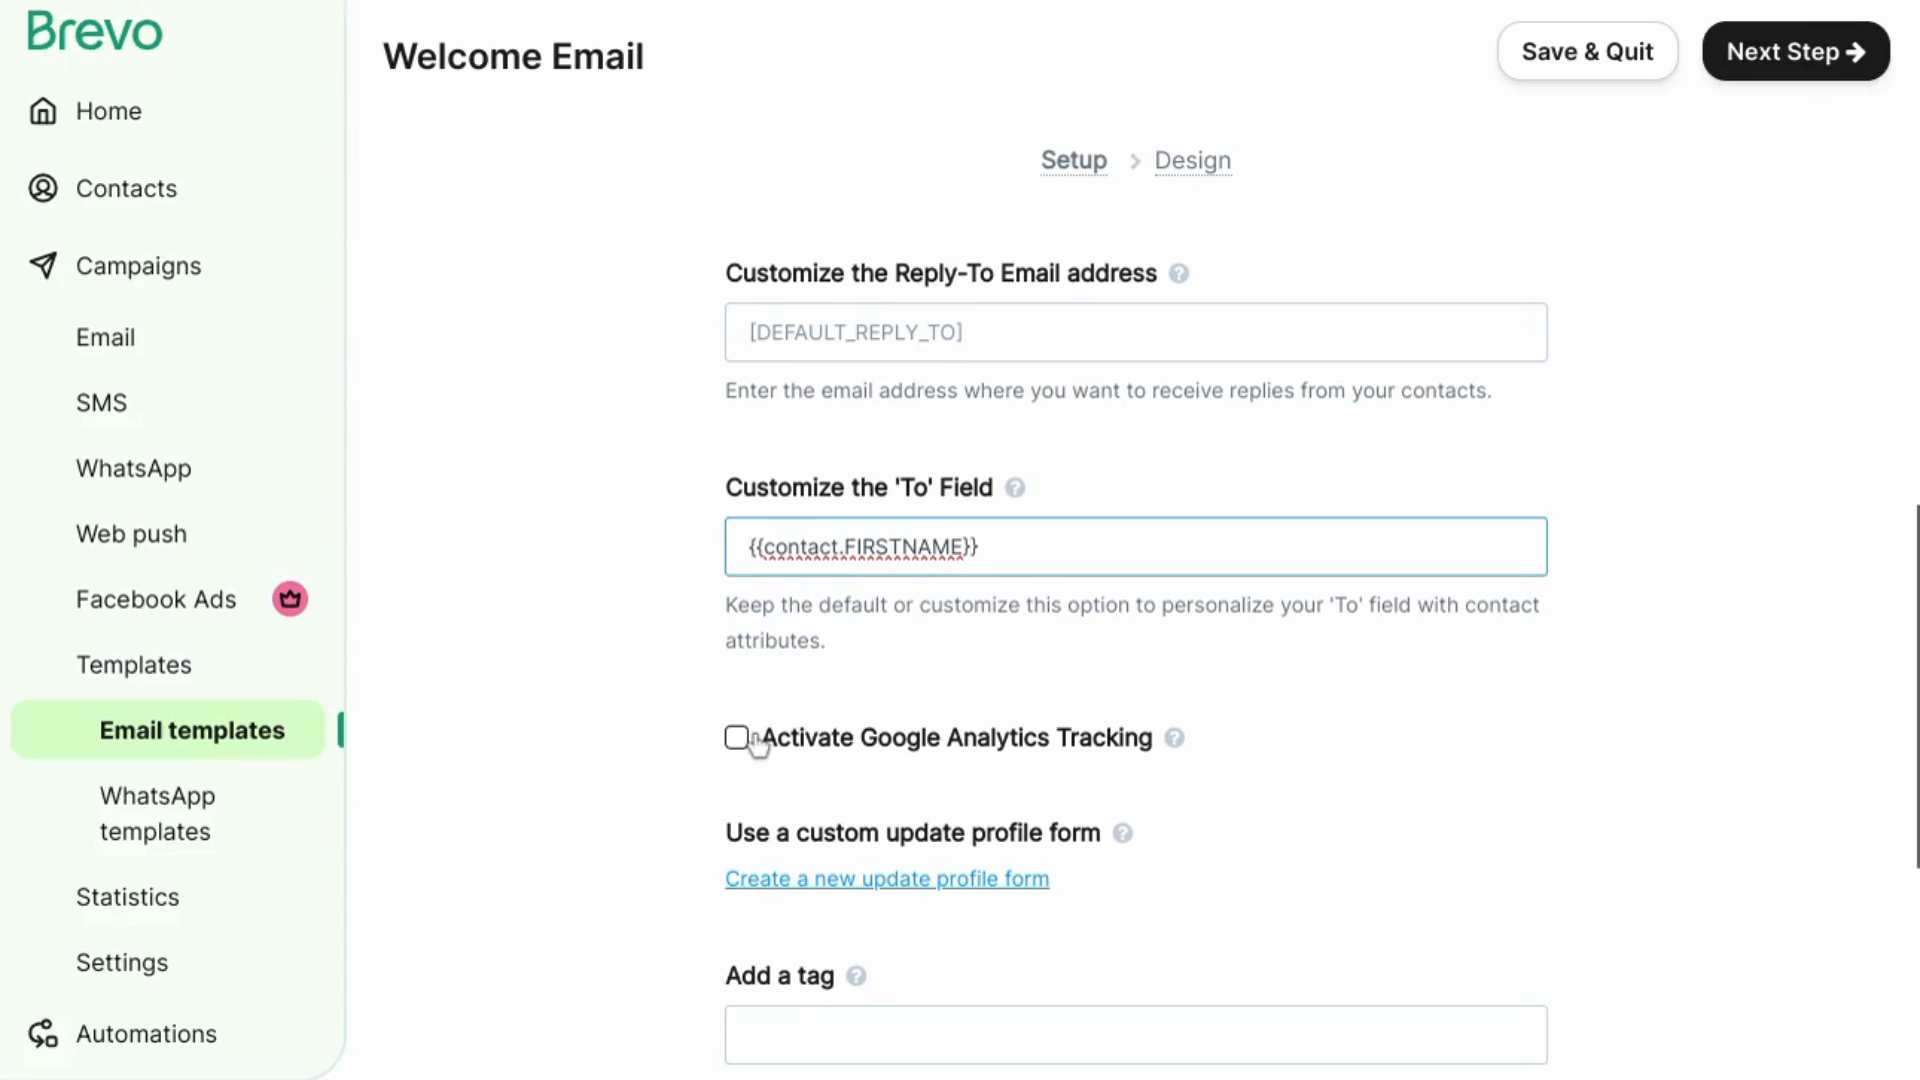 Brevo
Home
Contacts
Campaigns
Email
SMS
WhatsApp
Web push
Facebook Ads
Templates
Email templates
WhatsApp
templates
Statistics
Settings
Automations
Welcome Email
Save & Quit
Next Step
Setup
Design
Customize the Reply-To Email address ?
[DEFAULT_REPLY_TO]
Enter the email address where you want to receive replies from your contacts.
Customize the 'To' Field ?
{{contact.FIRSTNAME}}
Keep the default or customize this option to personalize your 'To' field with contact
attributes.
Activate Google Analytics Tracking ?
Use a custom update profile form ?
Create a new update profile form
Add a tag ?